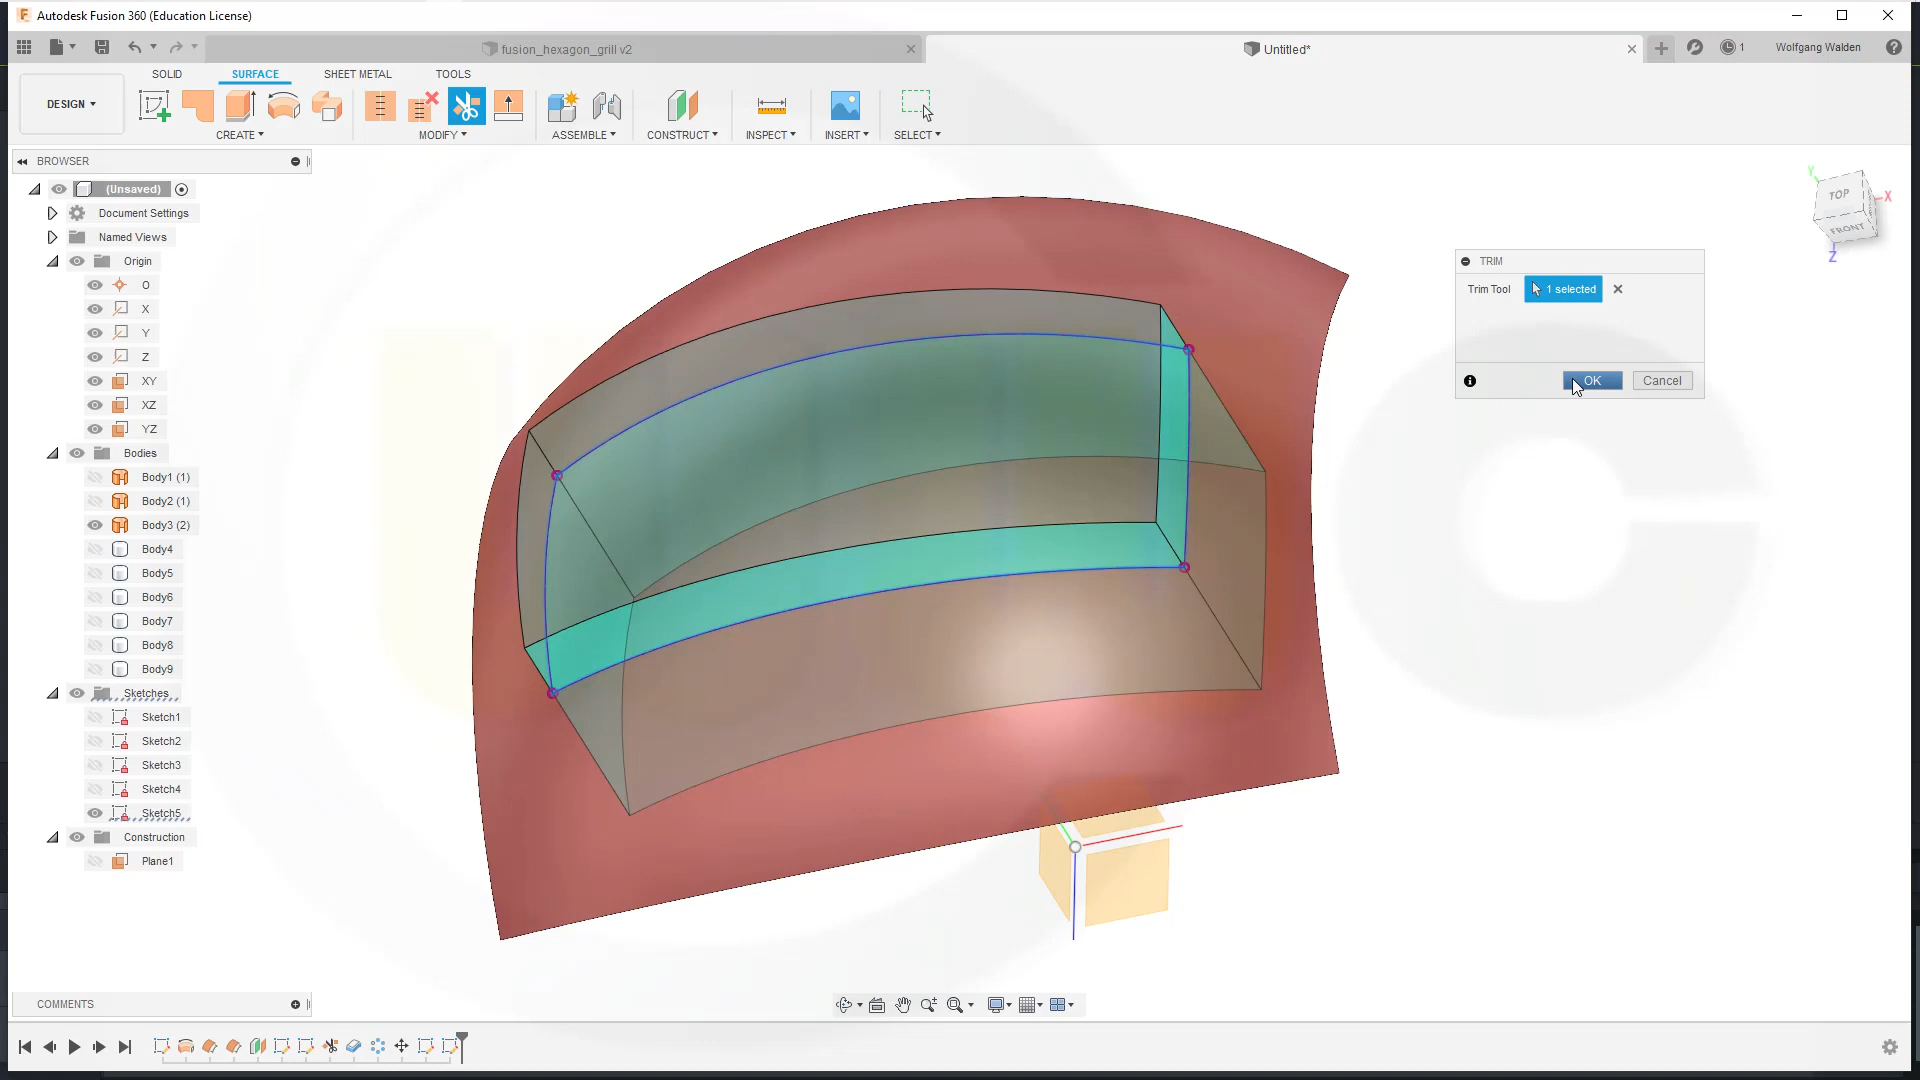 Autodesk Fusion 360 (Education License)
fusion_hexagon_grill v2
Untitled*
1
Wolfgang Walden
DESIGN
SOLID
SURFACE
SHEET METAL
TOOLS
CREATE
MODIFY
ASSEMBLE
CONSTRUCT
INSPECT
INSERT
SELECT
BROWSER
(Unsaved)
Document Settings
Named Views
Origin
O
X
Y
Z
XY
XZ
YZ
Bodies
Body1 (1)
Body2 (1)
Body3 (2)
Body4
Body5
Body6
Body7
Body8
Body9
Sketches
Sketch1
Sketch2
Sketch3
Sketch4
Sketch5
Construction
Plane1
TRIM
Trim Tool
1 selected
OK
Cancel
Y
TOP
X
FRONT
Z
COMMENTS